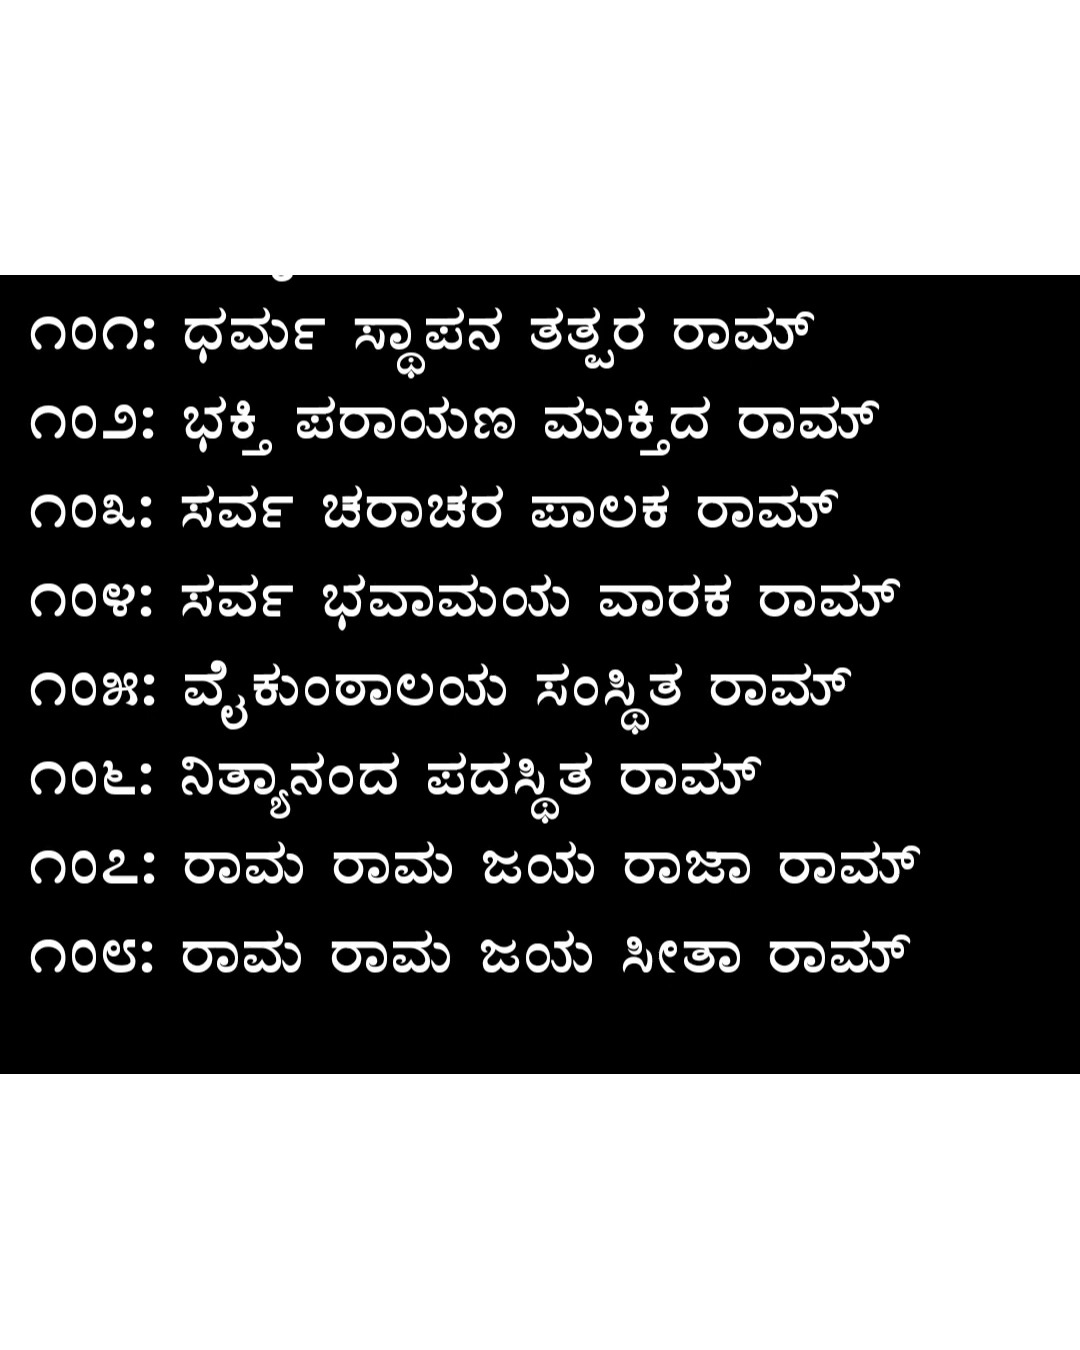 ೧೦೧: ಧರ್ಮ ಸ್ಥಾಪನ ತತ್ಪರ ರಾಮ್
೧೦೨: ಭಕ್ತಿ ಪರಾಯಣ ಮುಕ್ತಿದ ರಾಮ್
೧೦೩: ಸರ್ವ ಚರಾಚರ ಪಾಲಕ ರಾಮ್
೧೦೪: ಸರ್ವ ಭವಾಮಯ ವಾರಕ ರಾಮ್
೧೦೫: ವೈಕುಂಠಾಲಯ ಸಂಸ್ಥಿತ ರಾಮ್
೧೦೬: ನಿತ್ಯಾನಂದ ಪದಸ್ಥಿತ ರಾಮ್
೧೦೭: ರಾಮ ರಾಮ ಜಯ ರಾಜಾ ರಾಮ್
೧೦೮: ರಾಮ ರಾಮ ಜಯ ಸೀತಾ ರಾಮ್